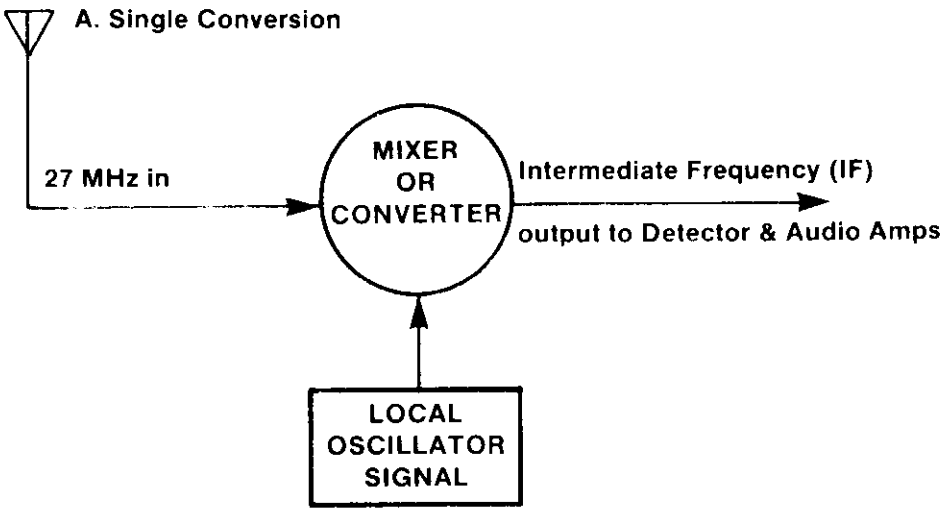 A. Single Conversion
27 MHz in
MIXER
OR
CONVERTER
Intermediate Frequency (IF)
output to Detector & Audio Amps
LOCAL
OSCILLATOR
SIGNAL